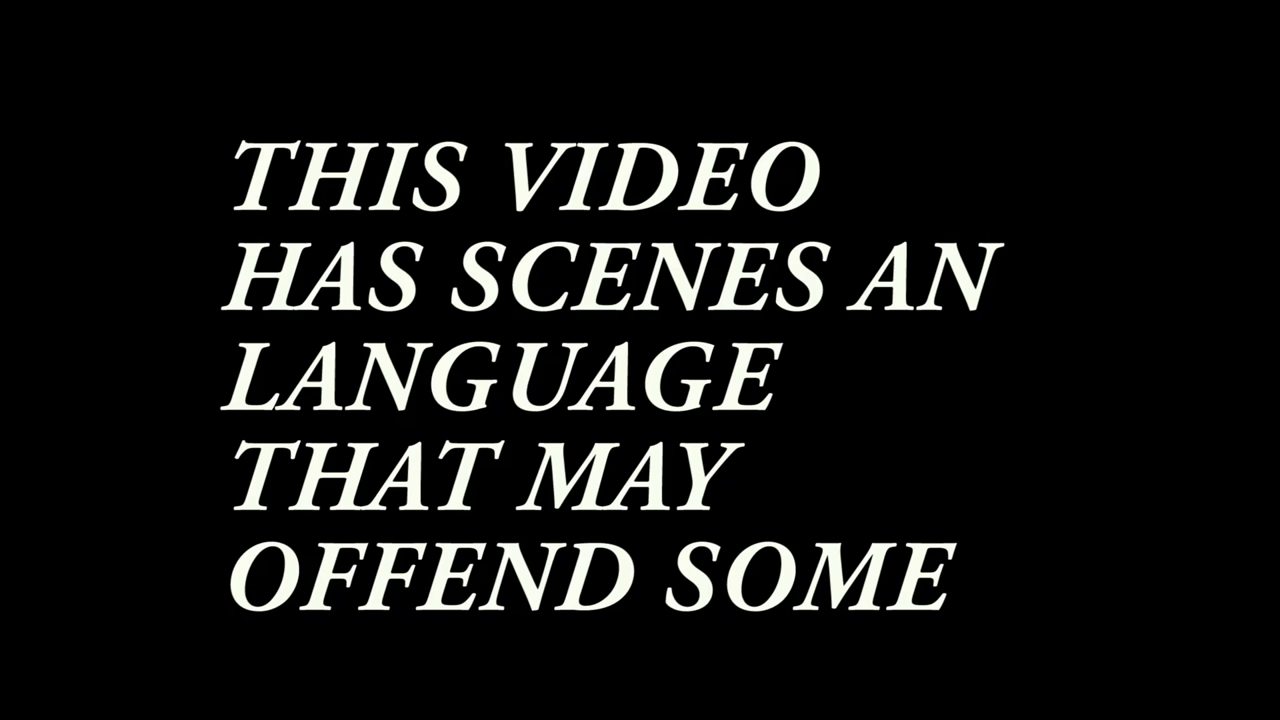 THIS VIDEO
HAS SCENES AN
LANGUAGE
THAT MAY
OFFEND SOME